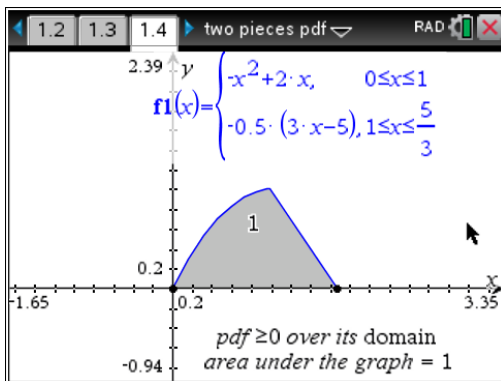 1.2 1.3 1.4 two pieces pdf RAD
2.39 y
f1(x)= -x²+2·x, 0≤x≤1
-0.5·(3·x-5), 1≤x≤5/3
1
0.2
-1.65 0.2 3.35 x
-0.94
pdf ≥0 over its domain
area under the graph = 1